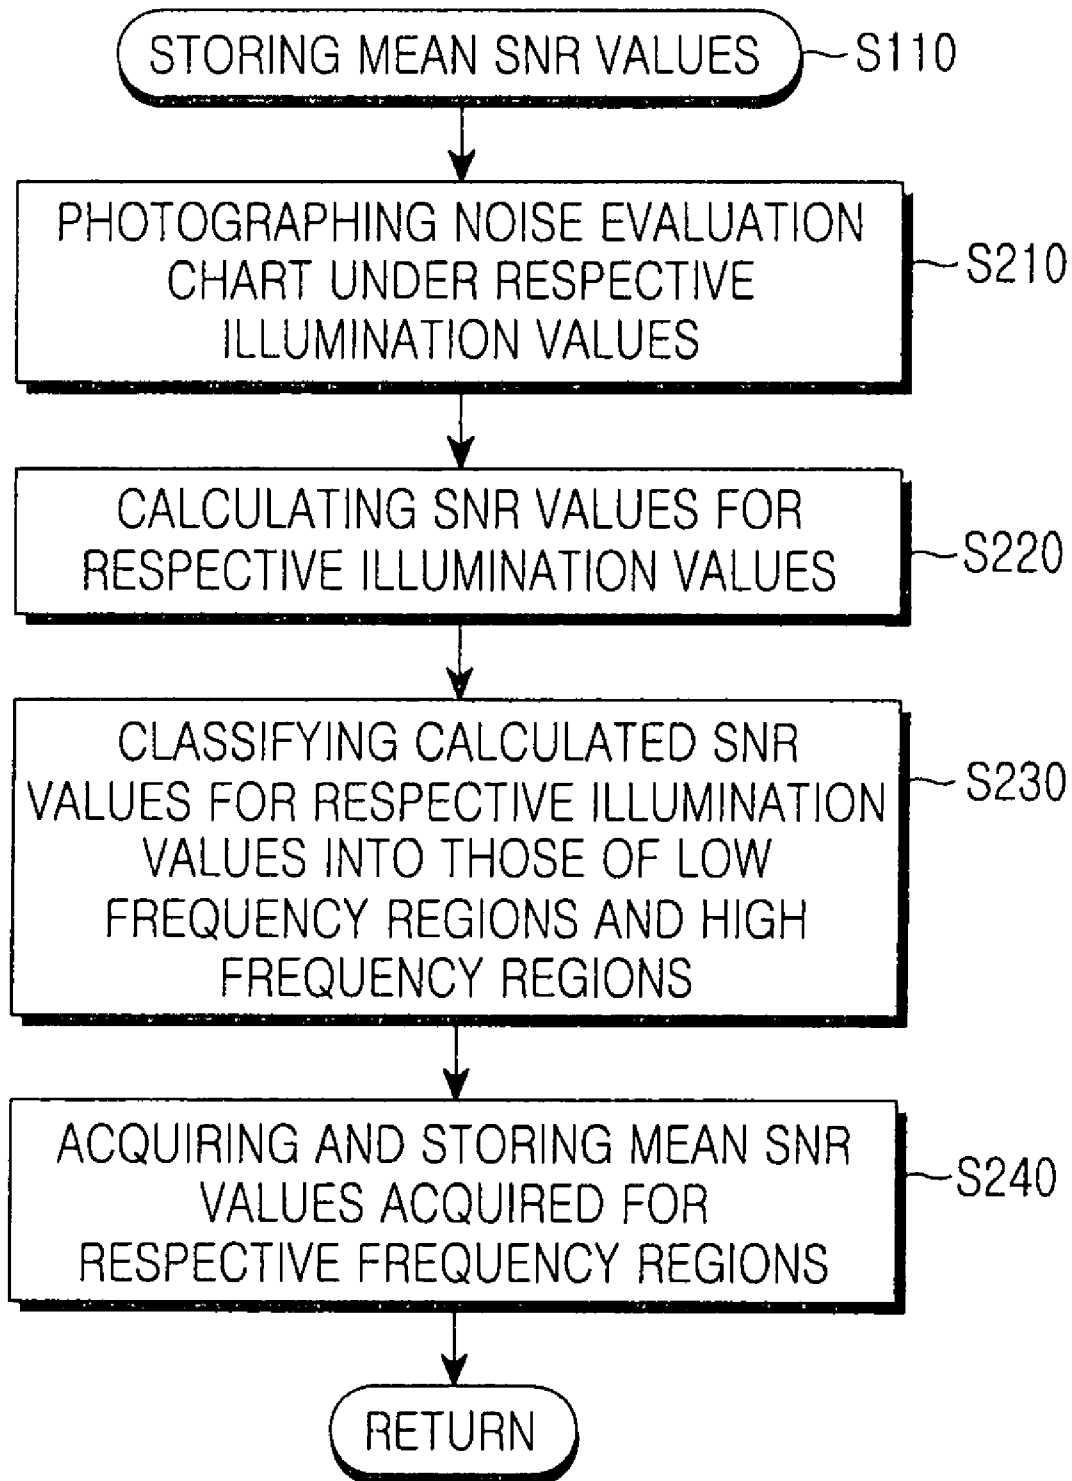 STORING MEAN SNR VALUES
S110
PHOTOGRAPHING NOISE EVALUATION
CHART UNDER RESPECTIVE
ILLUMINATION VALUES
S210
CALCULATING SNR VALUES FOR
RESPECTIVE ILLUMINATION VALUES
S220
CLASSIFYING CALCULATED SNR
VALUES FOR RESPECTIVE ILLUMINATION
VALUES INTO THOSE OF LOW
FREQUENCY REGIONS AND HIGH
FREQUENCY REGIONS
S230
ACQUIRING AND STORING MEAN SNR
VALUES ACQUIRED FOR
RESPECTIVE FREQUENCY REGIONS
S240
RETURN